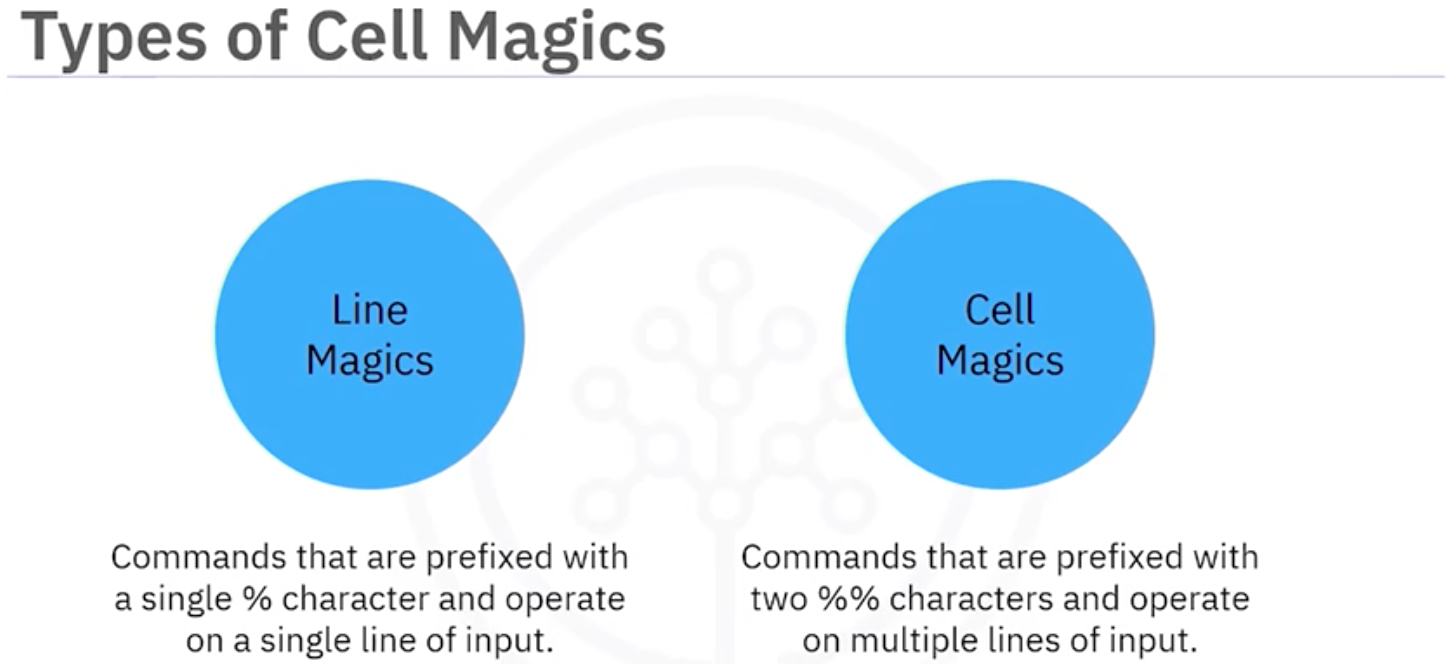 Types of Cell Magics
Line
Magics
Commands that are prefixed with
a single % character and operate
on a single line of input.
Cell
Magics
Commands that are prefixed with
two %% characters and operate
on multiple lines of input.